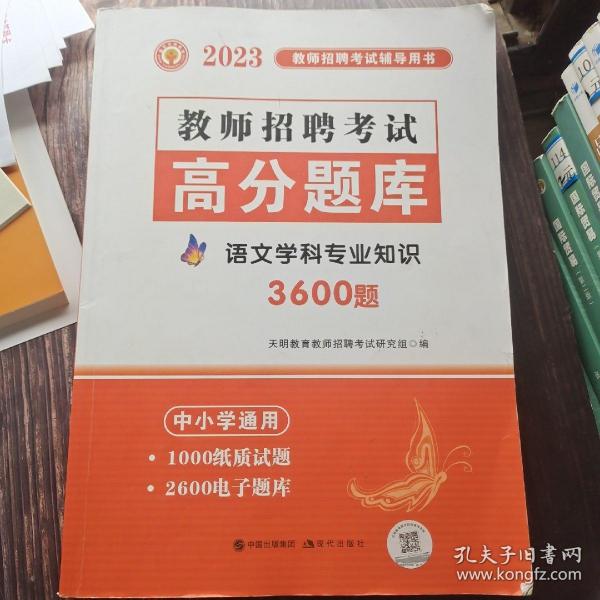 2023 教师招聘考试辅导用书
教师招聘考试
高分题库
语文学科专业知识
3600题
天明教育教师招聘考试研究组 编
中小学通用
·1000纸质试题
·2600电子题库
中国出版集团 现代出版社
孔夫子旧书网
www.kongfz.com
114
10